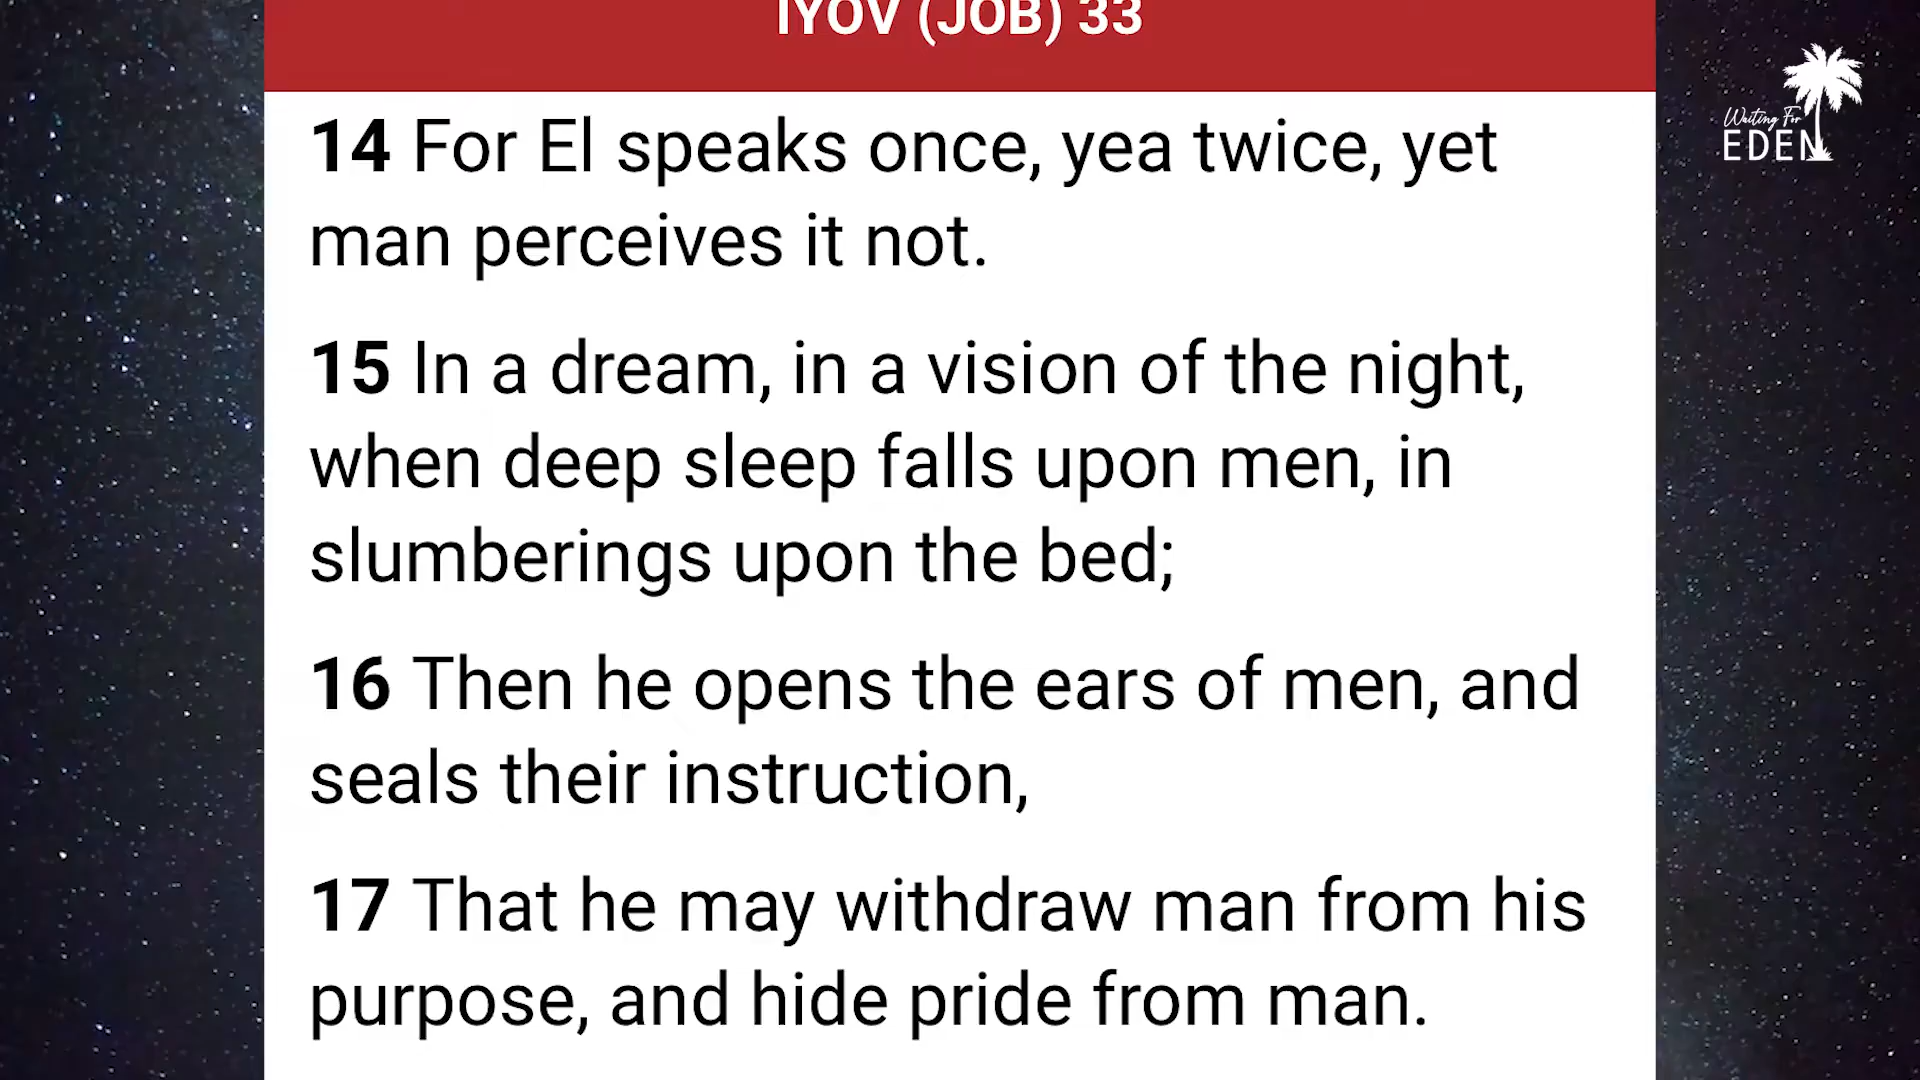 IYOV (JOB) 33
Waiting For
EDEN
14 For El speaks once, yea twice, yet
man perceives it not.
15 In a dream, in a vision of the night,
when deep sleep falls upon men, in
slumberings upon the bed;
16 Then he opens the ears of men, and
seals their instruction,
17 That he may withdraw man from his
purpose, and hide pride from man.